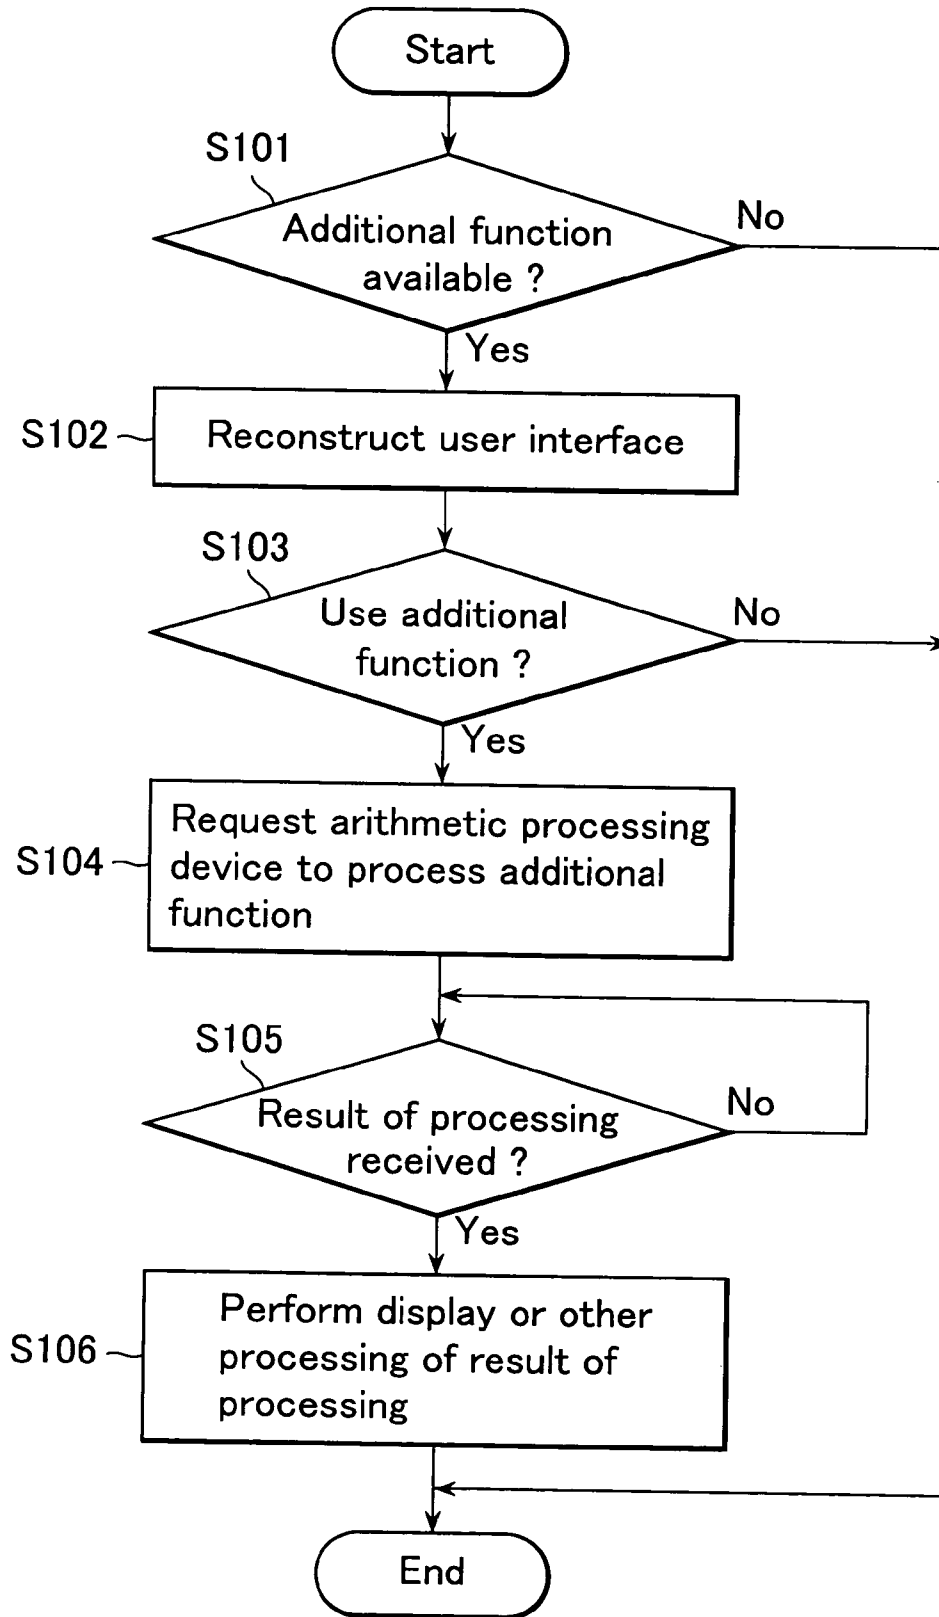 Start
S101
Additional function
available ?
No
Yes
S102
Reconstruct user interface
S103
Use additional
function ?
No
Yes
S104
Request arithmetic processing
device to process additional
function
S105
Result of processing
received ?
No
Yes
S106
Perform display or other
processing of result of
processing
End